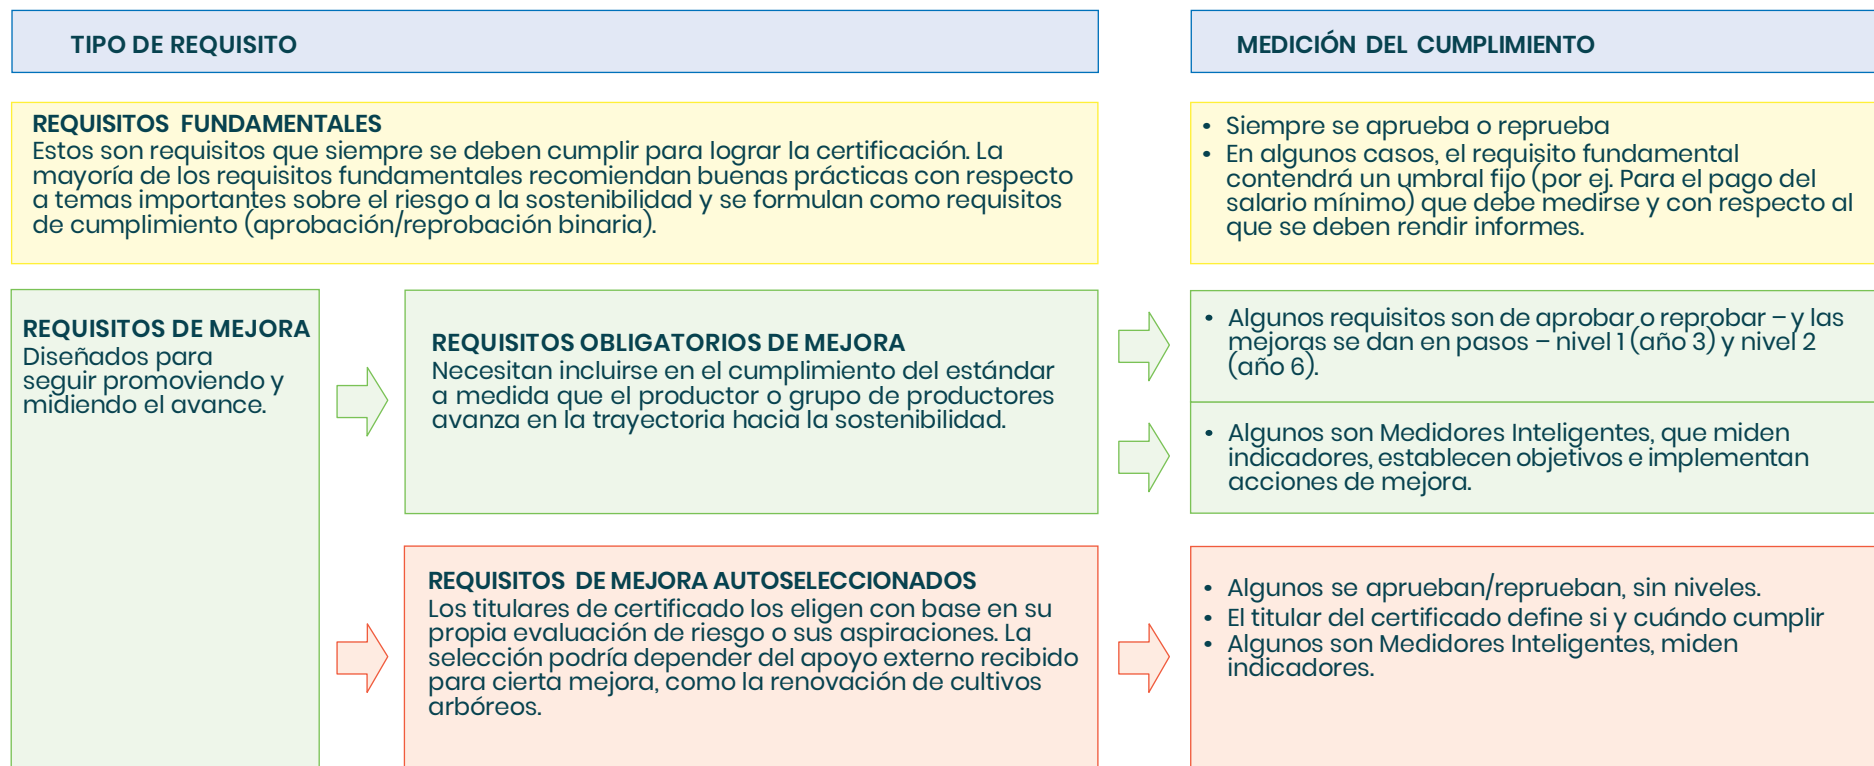 TIPO DE REQUISITO
MEDICIÓN DEL CUMPLIMIENTO
REQUISITOS FUNDAMENTALES
Estos son requisitos que siempre se deben cumplir para lograr la certificación. La
mayoría de los requisitos fundamentales recomiendan buenas prácticas con respecto
a temas importantes sobre el riesgo a la sostenibilidad y se formulan como requisitos
de cumplimiento (aprobación/reprobación binaria).
• Siempre se aprueba o reprueba
• En algunos casos, el requisito fundamental
contendrá un umbral fijo (por ej. Para el pago del
salario mínimo) que debe medirse y con respecto al
que se deben rendir informes.
REQUISITOS DE MEJORA
Diseñados para
seguir promoviendo y
midiendo el avance.
REQUISITOS OBLIGATORIOS DE MEJORA
Necesitan incluirse en el cumplimiento del estándar
a medida que el productor o grupo de productores
avanza en la trayectoria hacia la sostenibilidad.
• Algunos requisitos son de aprobar o reprobar – y las
mejoras se dan en pasos – nivel 1 (año 3) y nivel 2
(año 6).
• Algunos son Medidores Inteligentes, que miden
indicadores, establecen objetivos e implementan
acciones de mejora.
REQUISITOS DE MEJORA AUTOSELECCIONADOS
Los titulares de certificado los eligen con base en su
propia evaluación de riesgo o sus aspiraciones. La
selección podría depender del apoyo externo recibido
para cierta mejora, como la renovación de cultivos
arbóreos.
• Algunos se aprueban/reprueban, sin niveles.
• El titular del certificado define si y cuándo cumplir
• Algunos son Medidores Inteligentes, miden
indicadores.